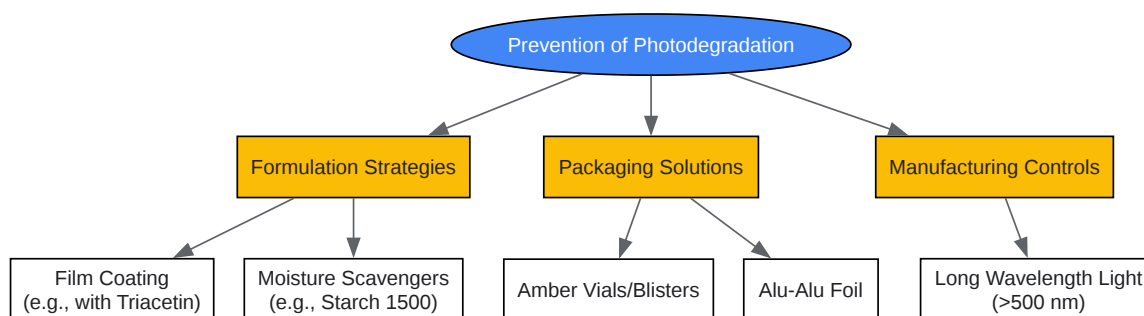 Prevention of Photodegradation
Formulation Strategies
Packaging Solutions
Manufacturing Controls
Film Coating
(e.g., with Triacetin)
Moisture Scavengers
(e.g., Starch 1500)
Amber Vials/Blisters
Alu-Alu Foil
Long Wavelength Light
(>500 nm)